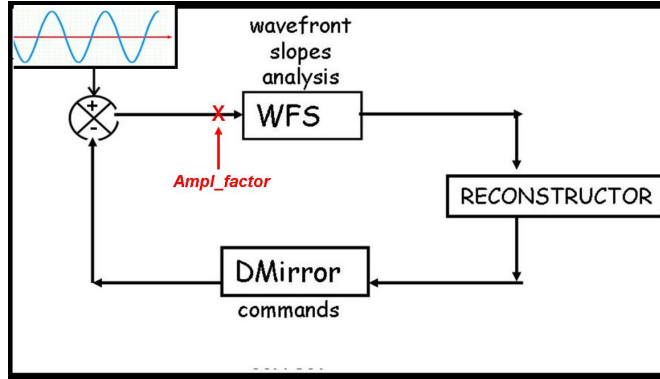 wavefront
slopes
analysis
+
-
X
WFS
Ampl_factor
RECONSTRUCTOR
DMirror
commands